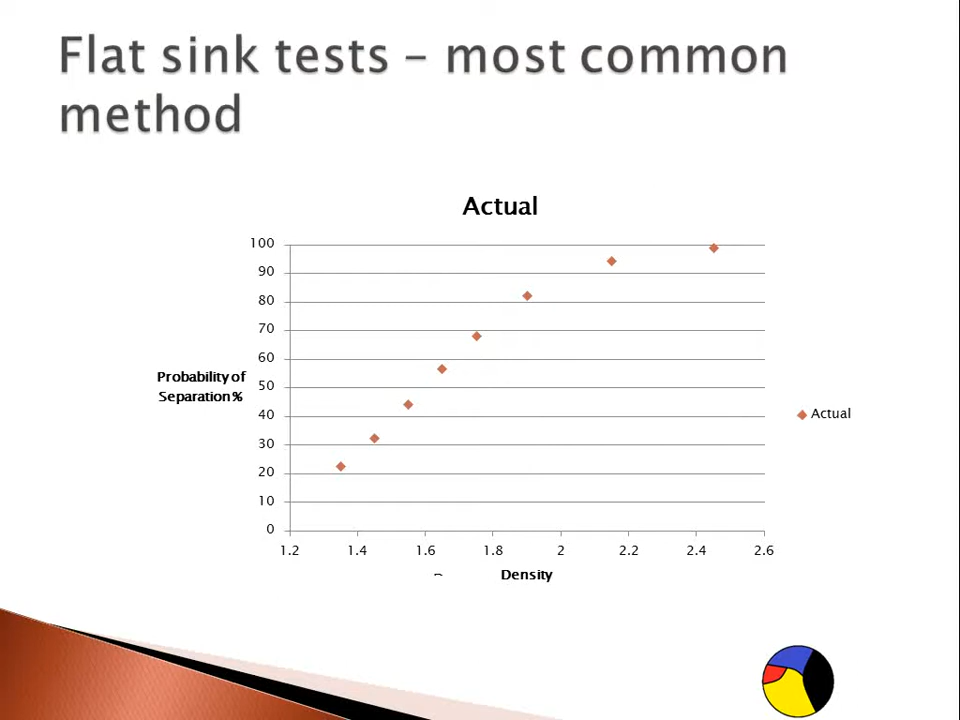 Flat sink tests – most common
method
Actual
100
90
80
70
60
Probability of
Separation%
50
40
Actual
30
20
10
0
1.2 1.4 1.6 1.8 2 2.2 2.4 2.6
Density